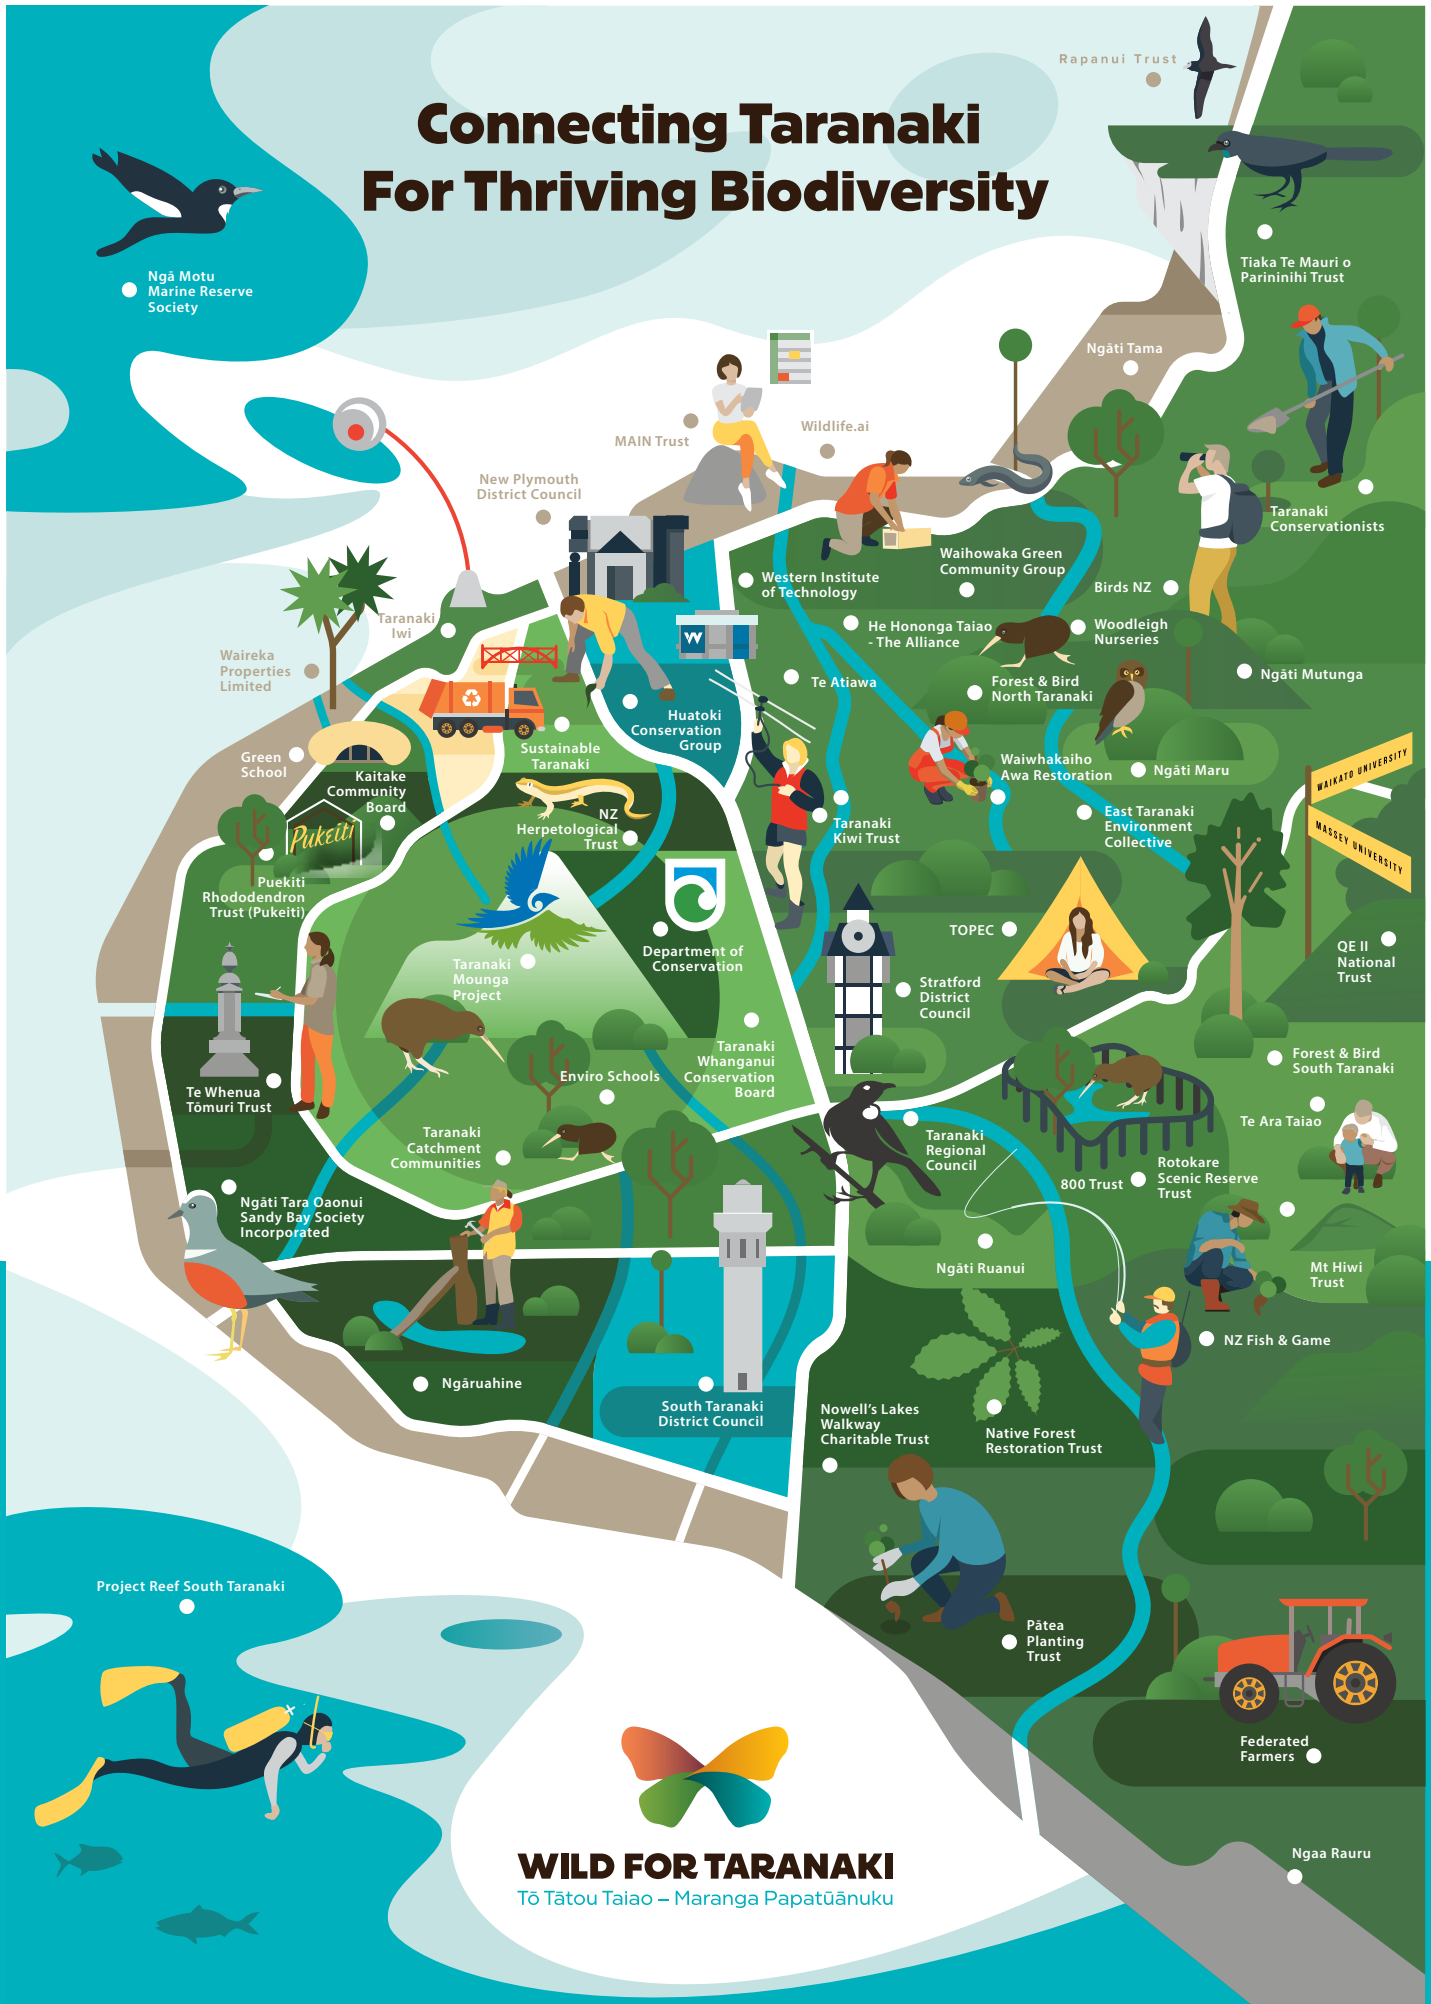 Rapanui Trust
Connecting Taranaki
For Thriving Biodiversity
Ngā Motu
Marine Reserve
Society
Tiaka Te Mauri o
Parininihi Trust
Ngāti Tama
MAIN Trust
Wildlife.ai
New Plymouth
District Council
Taranaki
Conservationists
Waihowaka Green
Community Group
Western Institute
of Technology
Birds NZ
Taranaki
Iwi
He Hononga Taiao
- The Alliance
Woodleigh
Nurseries
W
Waireka
Properties
Limited
Te Atiawa
Forest & Bird
North Taranaki
Ngāti Mutunga
Huatoki
Conservation
Group
Sustainable
Taranaki
Green
School
Kaitake
Community
Board
Waiwhakaiho
Awa Restoration
Ngāti Maru
WAIKATO UNIVERSITY
MASSEY UNIVERSITY
NZ
Herpetological
Trust
Taranaki
Kiwi Trust
East Taranaki
Environment
Collective
Pukeiti
Puekiti
Rhododendron
Trust (Pukeiti)
TOPEC
QE II
National
Trust
Department of
Conservation
Taranaki
Mounga
Project
Stratford
District
Council
Taranaki
Whanganui
Conservation
Board
Forest & Bird
South Taranaki
Enviro Schools
Te Whenua
Tōmuri Trust
Te Ara Taiao
Taranaki
Catchment
Communities
Taranaki
Regional
Council
800 Trust
Rotokare
Scenic Reserve
Trust
Ngāti Tara Oaonui
Sandy Bay Society
Incorporated
Ngāti Ruanui
Mt Hiwi
Trust
NZ Fish & Game
Ngāruahine
South Taranaki
District Council
Nowell's Lakes
Walkway
Charitable Trust
Native Forest
Restoration Trust
Project Reef South Taranaki
Pātea
Planting
Trust
Federated
Farmers
Ngaa Rauru
WILD FOR TARANAKI
Tō Tātou Taiao – Maranga Papatūānuku